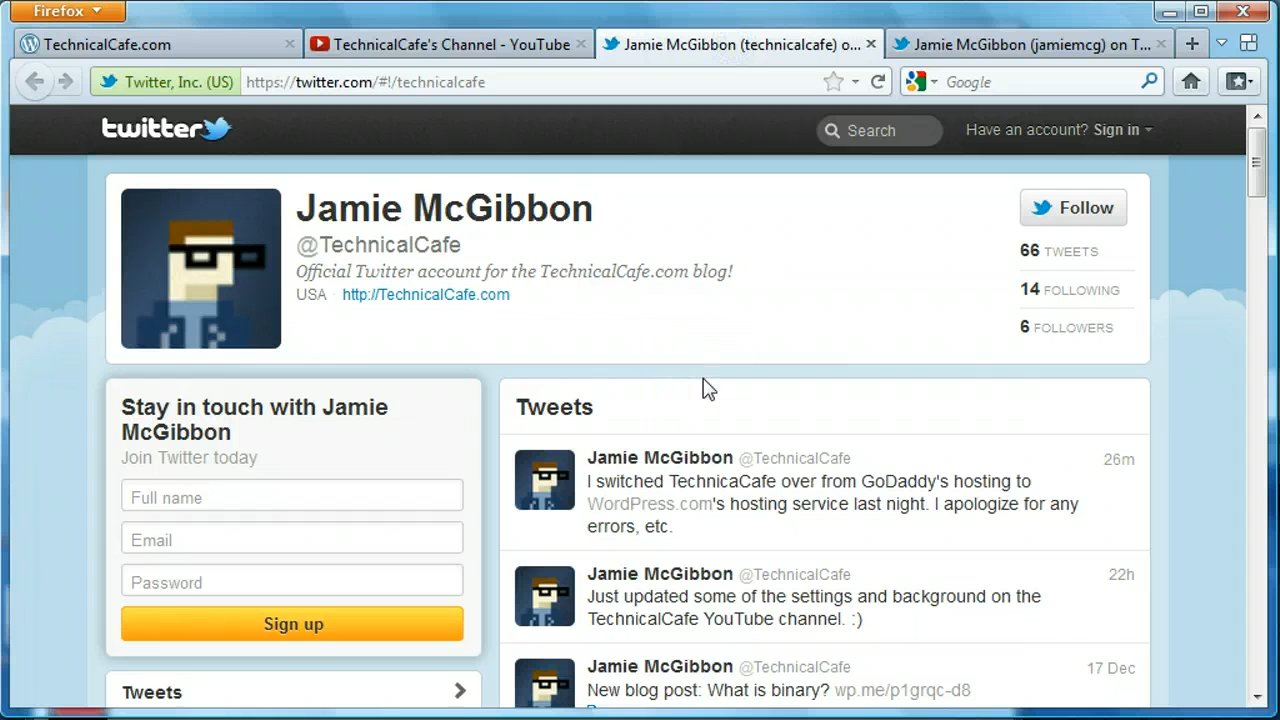 Firefox
TechnicalCafe.com
TechnicalCafe's Channel - YouTube
Jamie McGibbon (technicalcafe) o...
Jamie McGibbon (jamiemcg) on T...
Twitter, Inc. (US)
https://twitter.com/#!/technicalcafe
Google
twitter
Search
Have an account? Sign in
Jamie McGibbon
@TechnicalCafe
Official Twitter account for the TechnicalCafe.com blog!
USA · http://TechnicalCafe.com
Follow
66 TWEETS
14 FOLLOWING
6 FOLLOWERS
Stay in touch with Jamie
McGibbon
Join Twitter today
Full name
Email
Password
Sign up
Tweets
Tweets
Jamie McGibbon @TechnicalCafe
26m
I switched TechnicaCafe over from GoDaddy's hosting to
WordPress.com's hosting service last night. I apologize for any
errors, etc.
Jamie McGibbon @TechnicalCafe
22h
Just updated some of the settings and background on the
TechnicalCafe YouTube channel. :)
Jamie McGibbon @TechnicalCafe
17 Dec
New blog post: What is binary? wp.me/p1grqc-d8